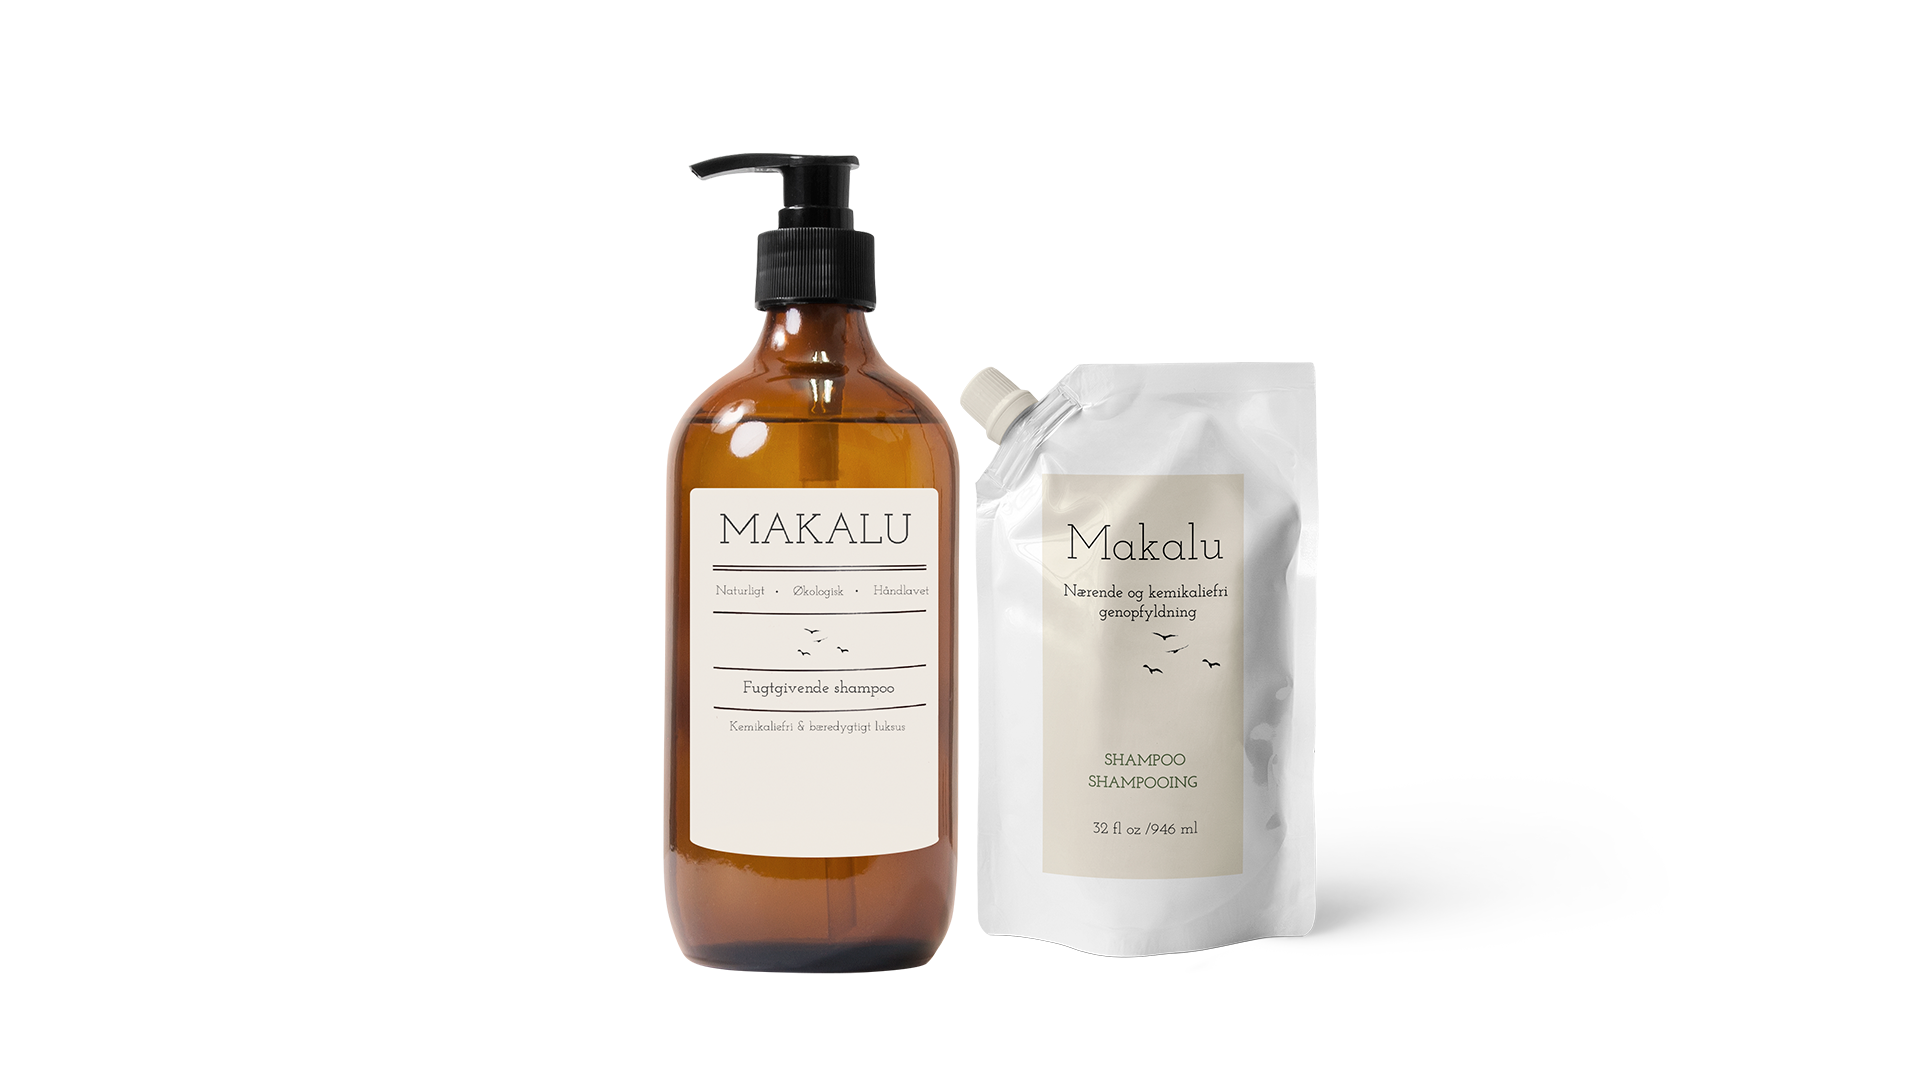 MAKALU
Naturligt • Økologisk • Håndlavet
Fugtgivende shampoo
Kemikaliefri & bæredygtigt luksus
Makalu
Nærende og kemikaliefri
genopfyldning
SHAMPOO
SHAMPOOING
32 fl oz /946 ml